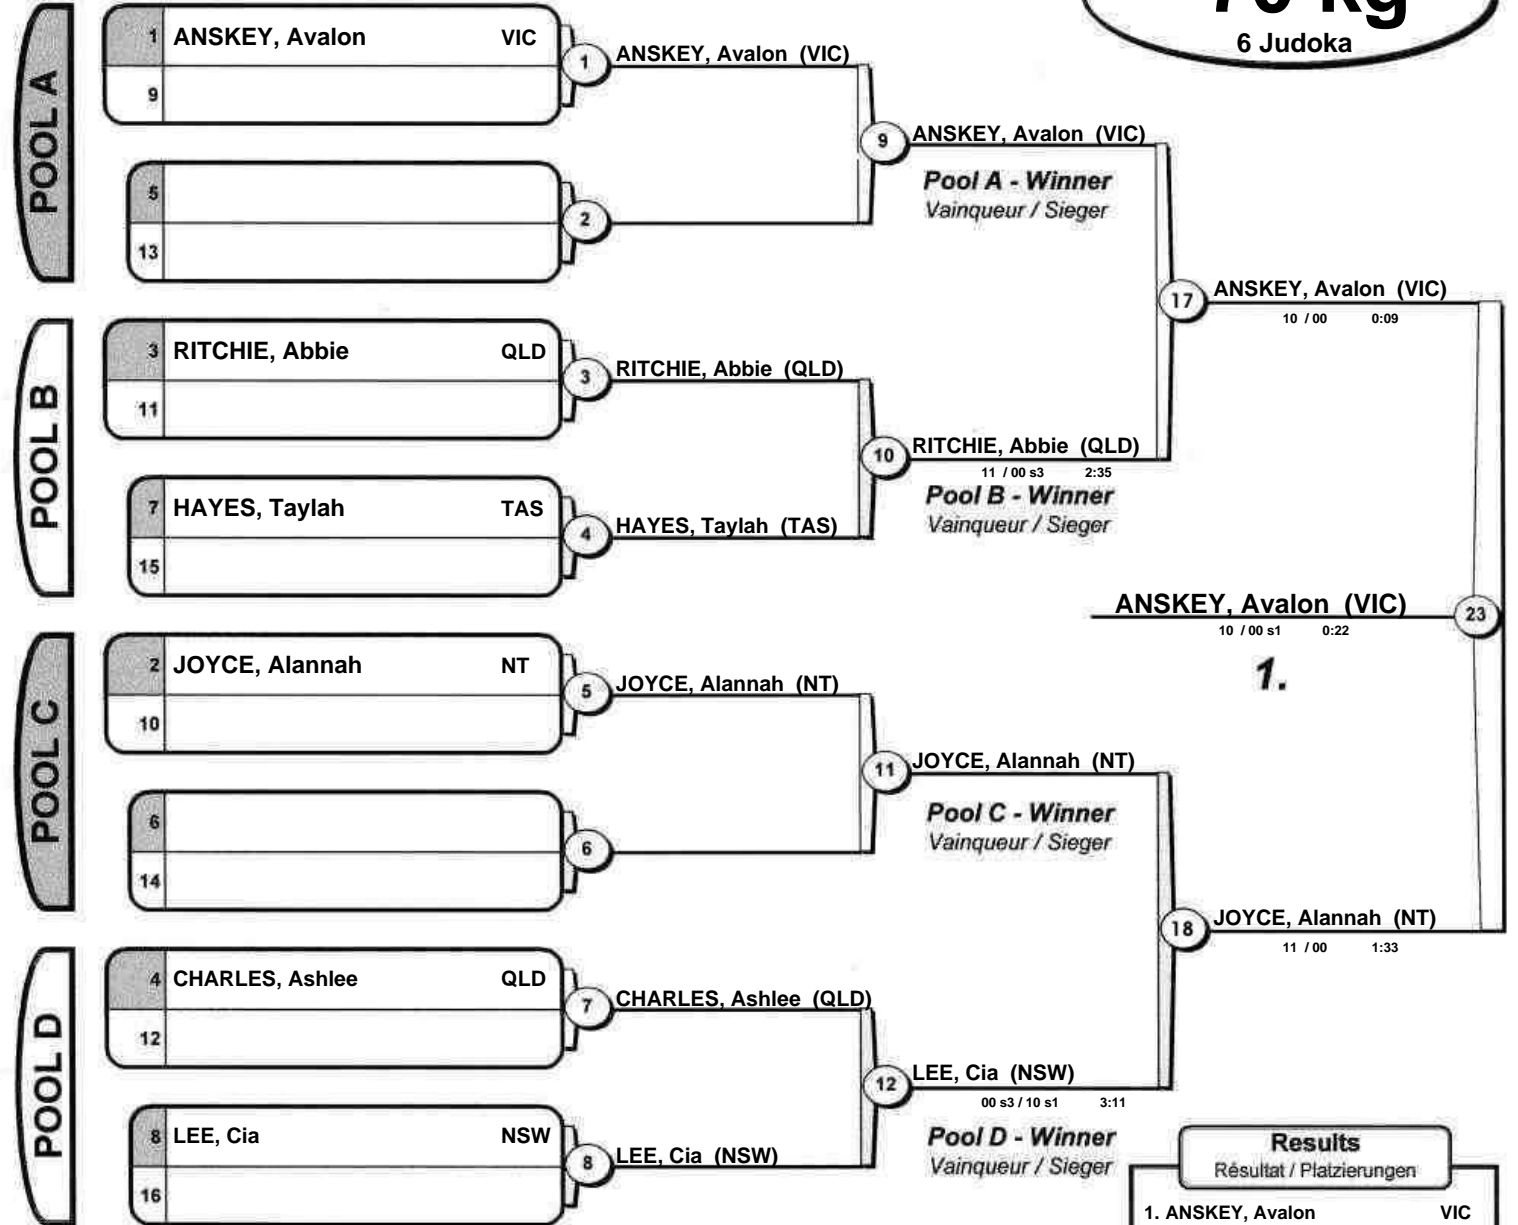 70 kg
6 Judoka
POOL A
1 ANSKEY, Avalon VIC
9
5
13
1 ANSKEY, Avalon (VIC)
2
9 ANSKEY, Avalon (VIC)
Pool A - Winner
Vainqueur / Sieger
17 ANSKEY, Avalon (VIC)
10 / 00 0:09
POOL B
3 RITCHIE, Abbie QLD
11
7 HAYES, Taylah TAS
15
3 RITCHIE, Abbie (QLD)
4 HAYES, Taylah (TAS)
10 RITCHIE, Abbie (QLD)
11 / 00 s3 2:35
Pool B - Winner
Vainqueur / Sieger
ANSKEY, Avalon (VIC) 23
10 / 00 s1 0:22
1.
POOL C
2 JOYCE, Alannah NT
10
6
14
5 JOYCE, Alannah (NT)
6
11 JOYCE, Alannah (NT)
Pool C - Winner
Vainqueur / Sieger
18 JOYCE, Alannah (NT)
11 / 00 1:33
POOL D
4 CHARLES, Ashlee QLD
12
8 LEE, Cia NSW
16
7 CHARLES, Ashlee (QLD)
8 LEE, Cia (NSW)
12 LEE, Cia (NSW)
00 s3 / 10 s1 3:11
Pool D - Winner
Vainqueur / Sieger
Results
Résultat / Platzierungen
1. ANSKEY, Avalon VIC